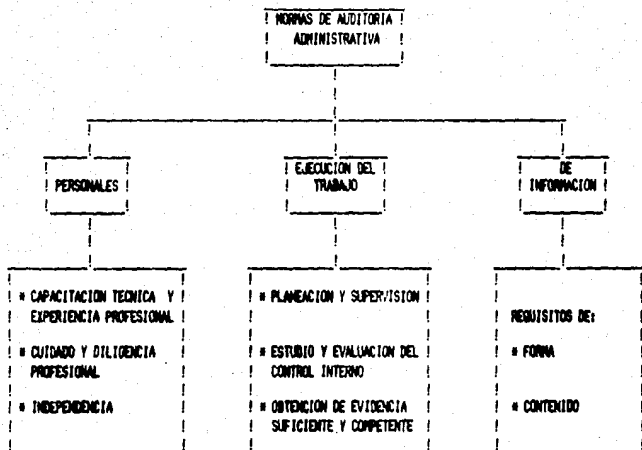 NORMAS DE AUDITORIA
ADMINISTRATIVA
PERSONALES
EJECUCION DEL
TRABAJO
DE
INFORMACION
* CAPACITACION TECNICA Y
EXPERIENCIA PROFESIONAL
* CUIDADO Y DILIGENCIA
PROFESIONAL
* INDEPENDENCIA
* PLANEACION Y SUPERVISION
* ESTUDIO Y EVALUACION DEL
CONTROL INTERNO
* OBTENCION DE EVIDENCIA
SUFICIENTE Y COMPETENTE
REQUISITOS DE:
* FORMA
* CONTENIDO